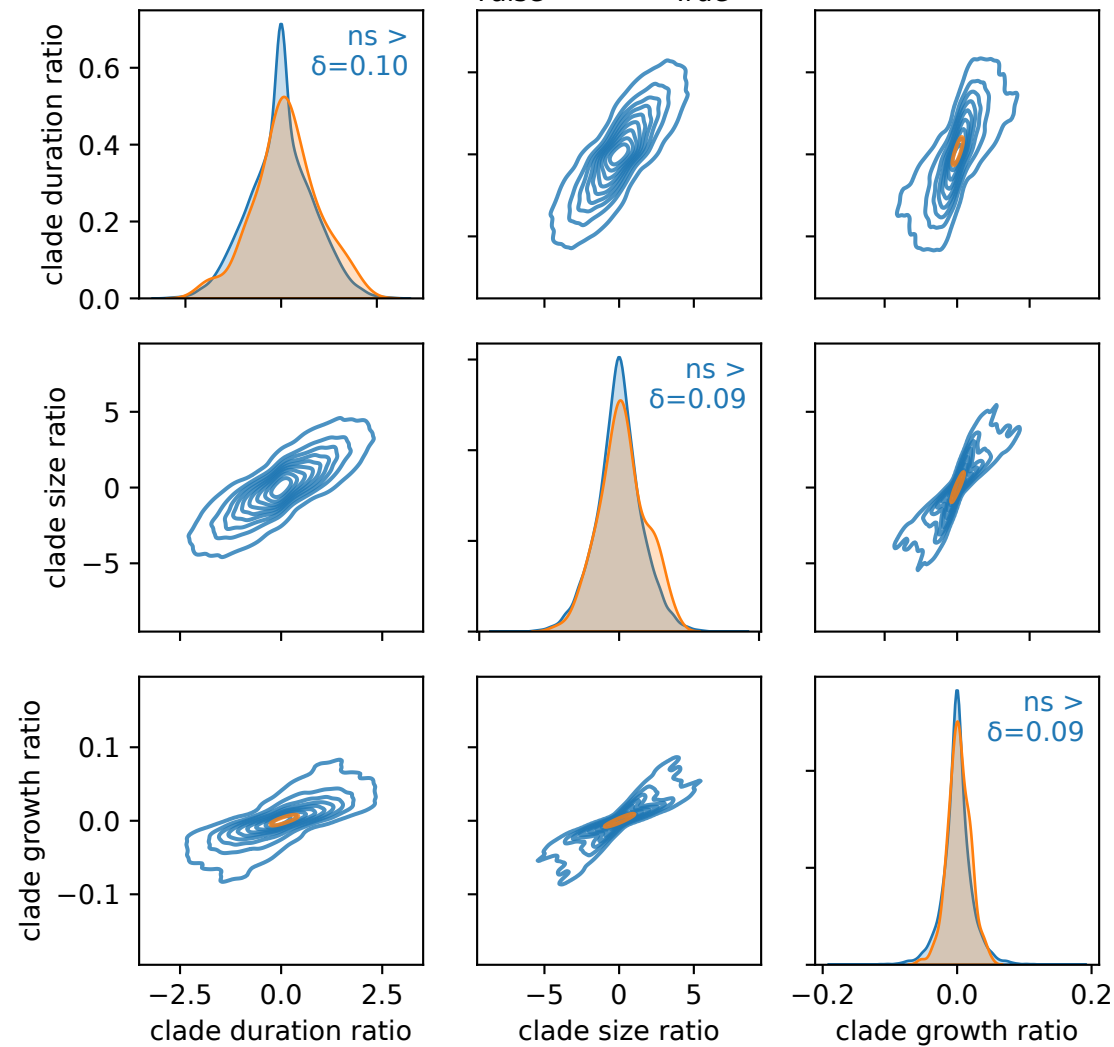 clade duration ratio
0.6
0.4
0.2
0.0
ns >
δ=0.10
clade size ratio
5
0
−5
ns >
δ=0.09
clade growth ratio
0.1
0.0
−0.1
ns >
δ=0.09
−2.5 0.0 2.5
−5 0 5
−0.2 0.0 0.2
clade duration ratio
clade size ratio
clade growth ratio